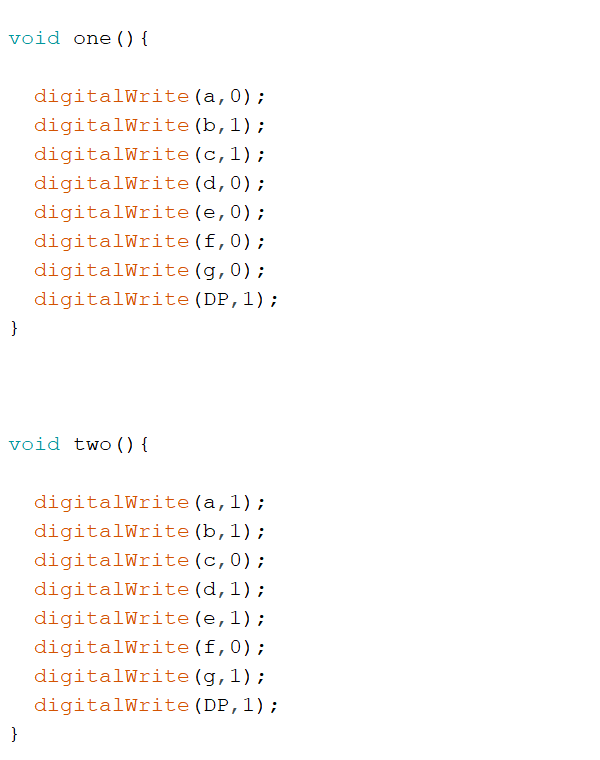 void one(){
digitalWrite(a,0);
digitalWrite(b,1);
digitalWrite(c,1);
digitalWrite(d,0);
digitalWrite(e,0);
digitalWrite(f,0);
digitalWrite(g,0);
digitalWrite(DP,1);
}
void two(){
digitalWrite(a,1);
digitalWrite(b,1);
digitalWrite(c,0);
digitalWrite(d,1);
digitalWrite(e,1);
digitalWrite(f,0);
digitalWrite(g,1);
digitalWrite(DP,1);
}